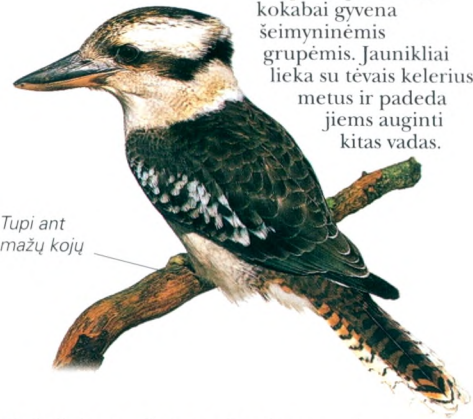 kokabai gyvena
šeimyninėmis
grupėmis. Jaunikliai
lieka su tėvais kelerius
metus ir padeda
jiems auginti
kitas vadas.
Tupi ant
mažų kojų